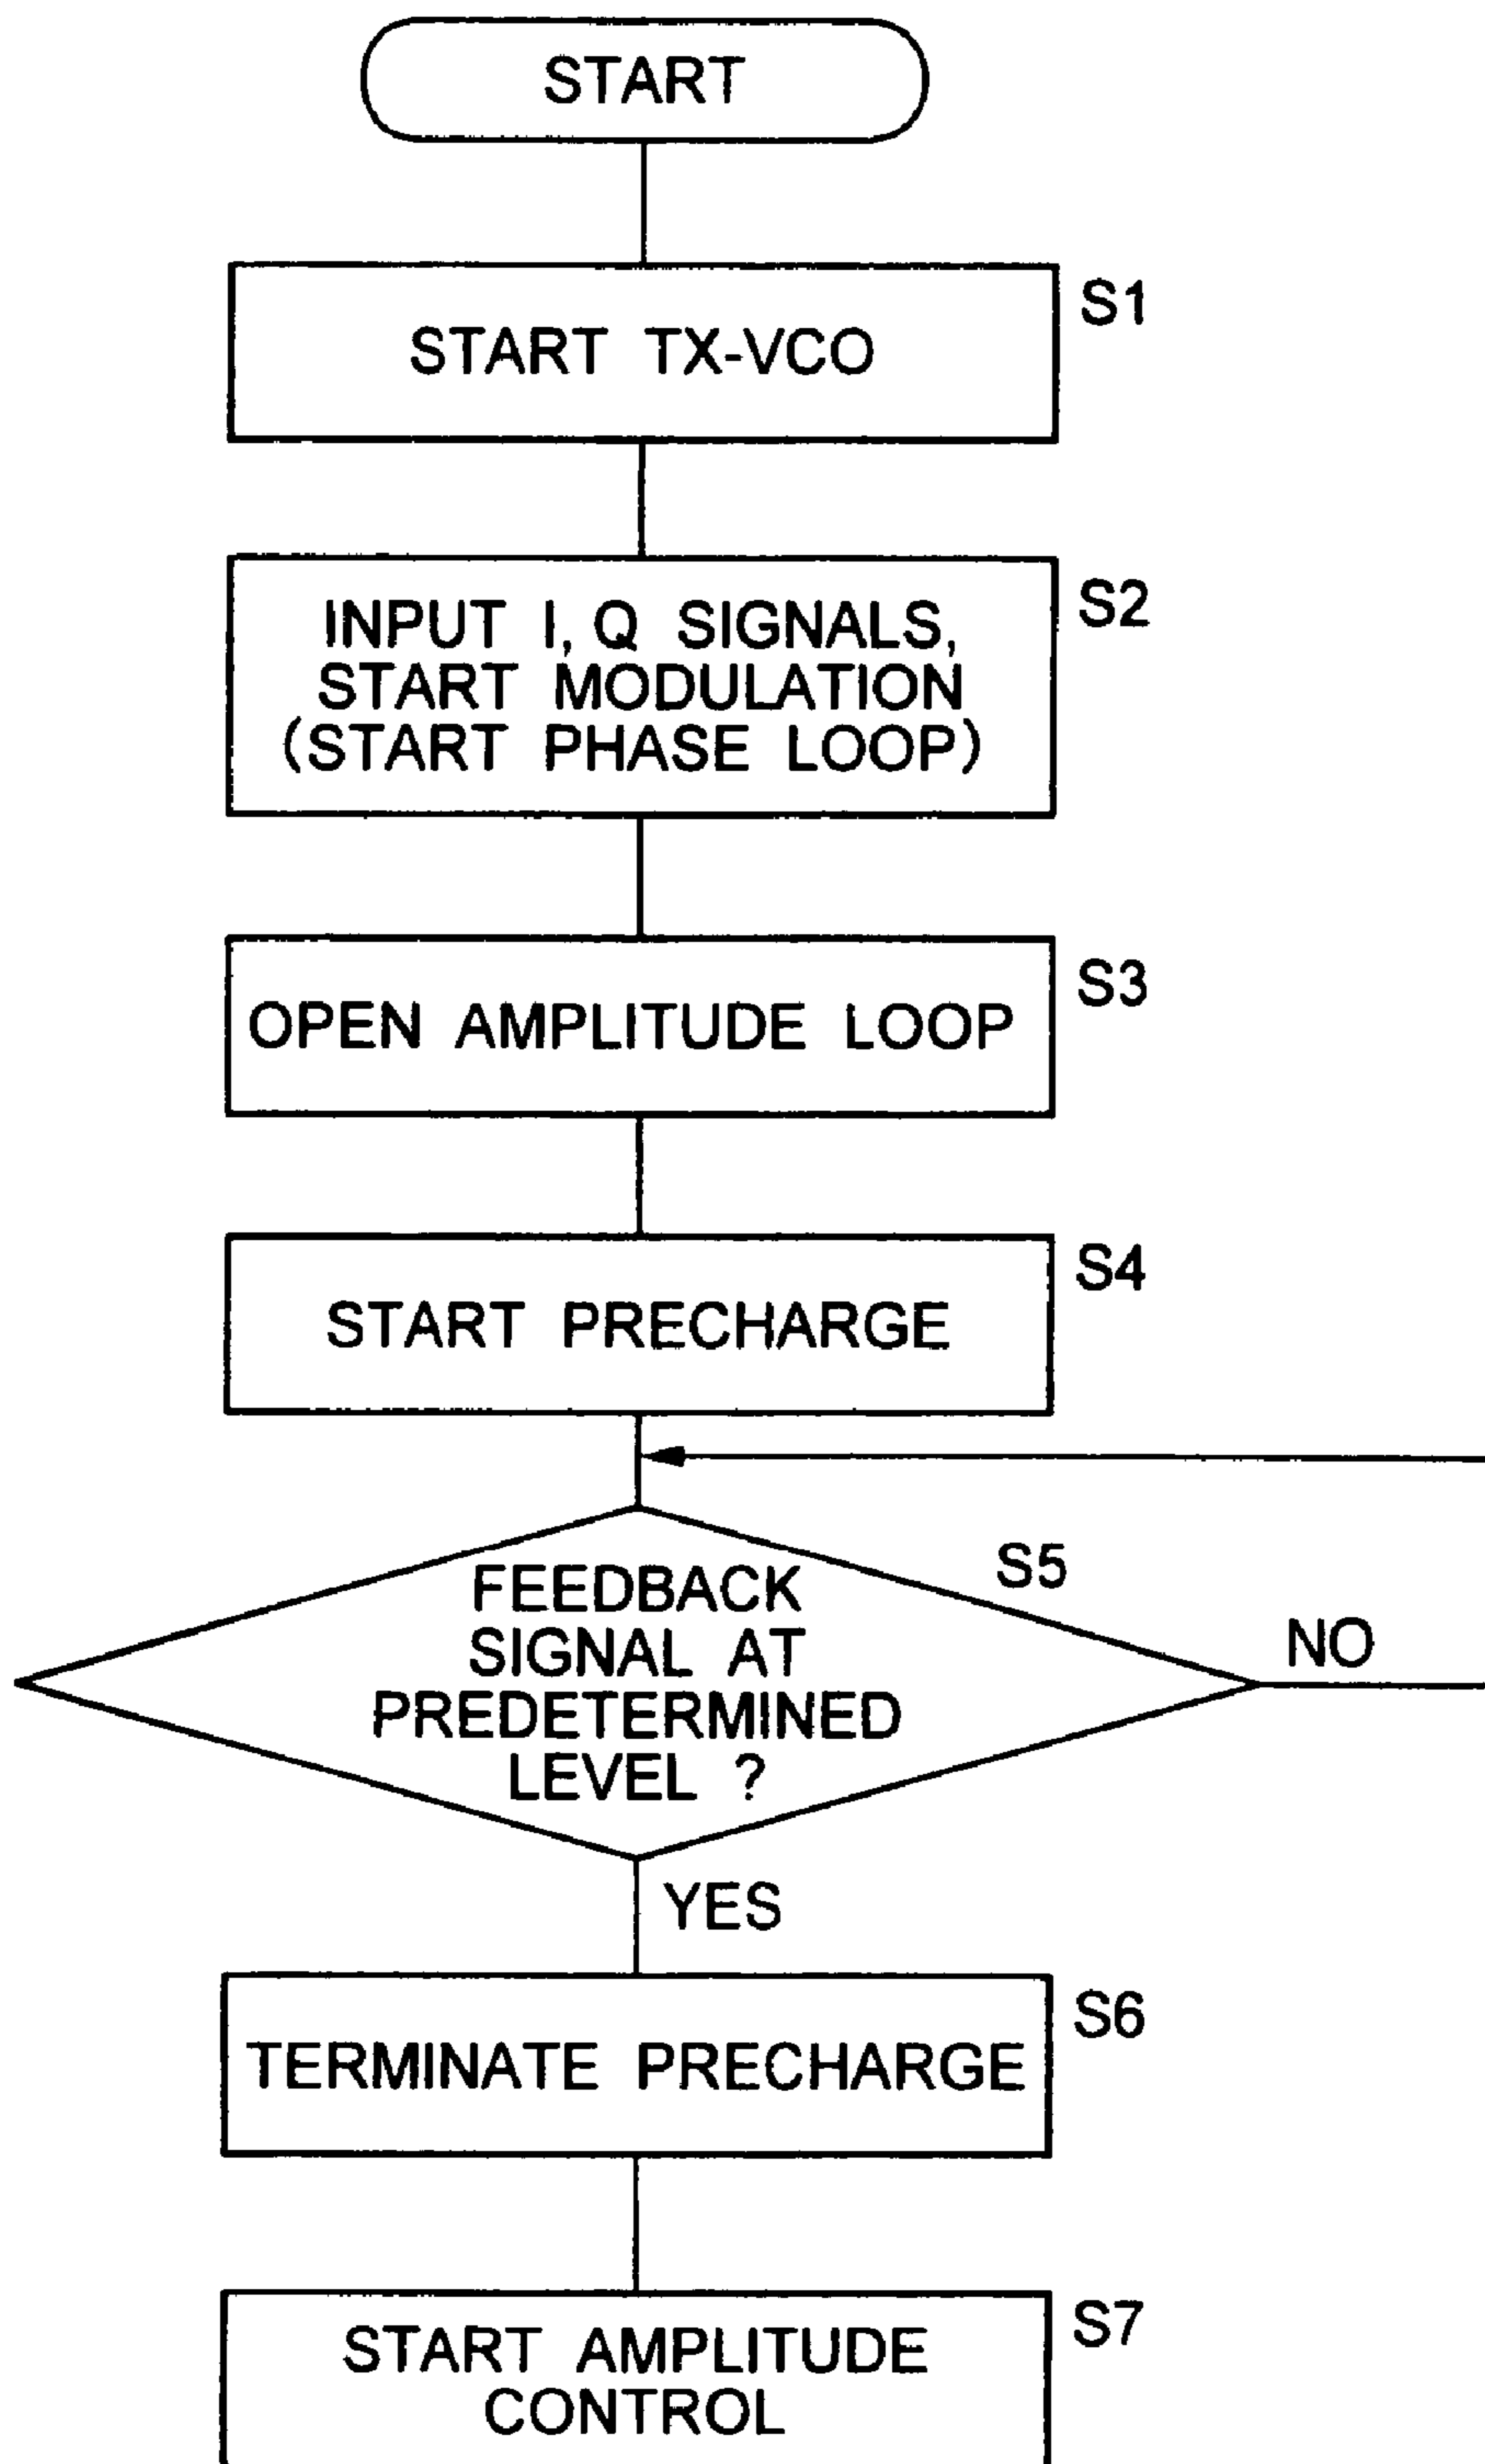 START
START TX-VCO
S1
INPUT I, Q SIGNALS,
START MODULATION
(START PHASE LOOP)
S2
OPEN AMPLITUDE LOOP
S3
START PRECHARGE
S4
FEEDBACK
SIGNAL AT
PREDETERMINED
LEVEL ?
S5
NO
YES
TERMINATE PRECHARGE
S6
START AMPLITUDE
CONTROL
S7